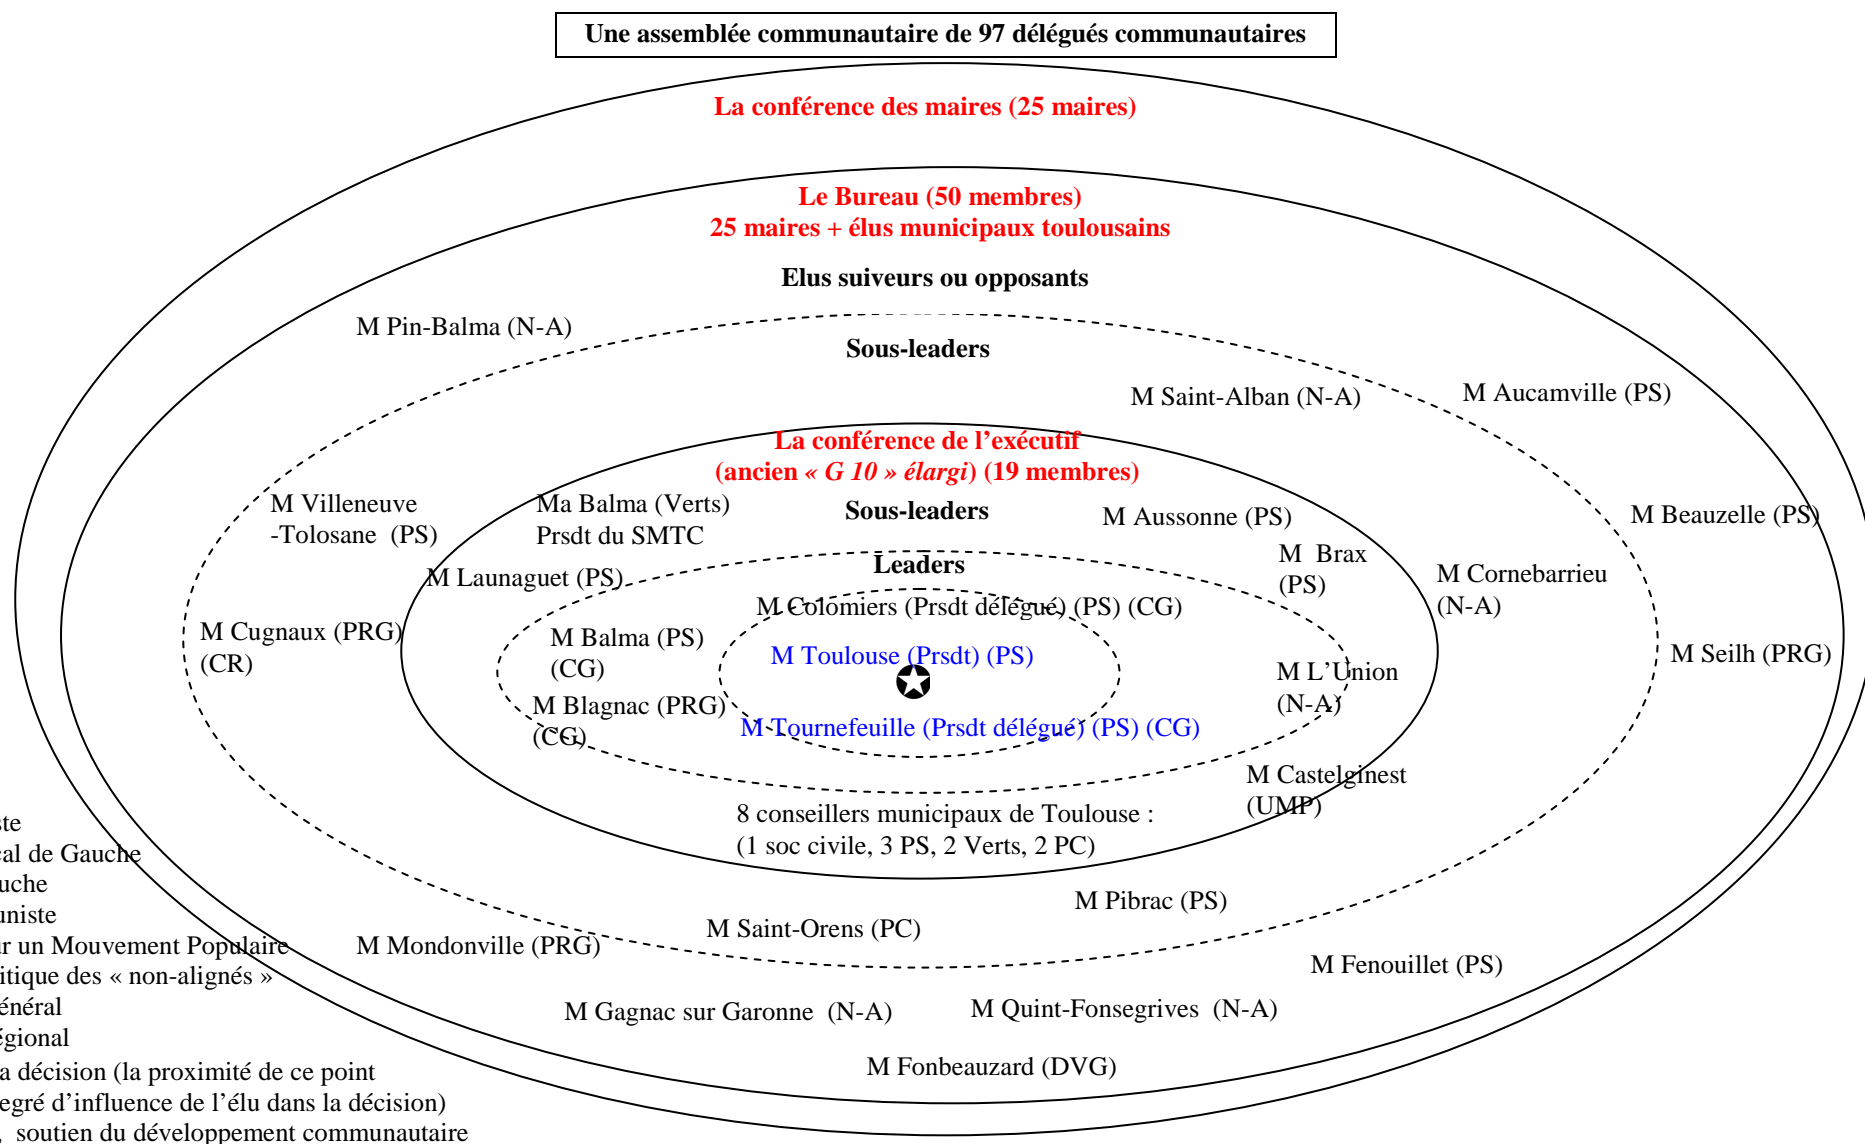 Une assemblée communautaire de 97 délégués communautaires
La conférence des maires (25 maires)
Le Bureau (50 membres)
25 maires + élus municipaux toulousains
Elus suiveurs ou opposants
M Pin-Balma (N-A)
Sous-leaders
M Saint-Alban (N-A)
M Aucamville (PS)
La conférence de l’exécutif
(ancien « G 10 » élargi) (19 membres)
M Villeneuve
-Tolosane (PS)
Ma Balma (Verts)
Prsdt du SMTC
Sous-leaders
M Aussonne (PS)
M Beauzelle (PS)
M Brax
(PS)
Leaders
M Launaguet (PS)
M Cornebarrieu
(N-A)
M Colomiers (Prsdt délégué) (PS) (CG)
M Cugnaux (PRG)
(CR)
M Balma (PS)
(CG)
M Toulouse (Prsdt) (PS)
M L’Union
(N-A)
M Seilh (PRG)
M Blagnac (PRG)
(CG)
M Tournefeuille (Prsdt délégué) (PS) (CG)
M Castelginest
(UMP)
8 conseillers municipaux de Toulouse :
(1 soc civile, 3 PS, 2 Verts, 2 PC)
M Pibrac (PS)
M Saint-Orens (PC)
M Mondonville (PRG)
M Fenouillet (PS)
M Gagnac sur Garonne (N-A)
M Quint-Fonsegrives (N-A)
M Fonbeauzard (DVG)
ste
cal de Gauche
uche
uniste
ur un Mouvement Populaire
itique des « non-alignés »
énéral
égional
a décision (la proximité de ce point
egré d’influence de l’élu dans la décision)
, soutien du développement communautaire